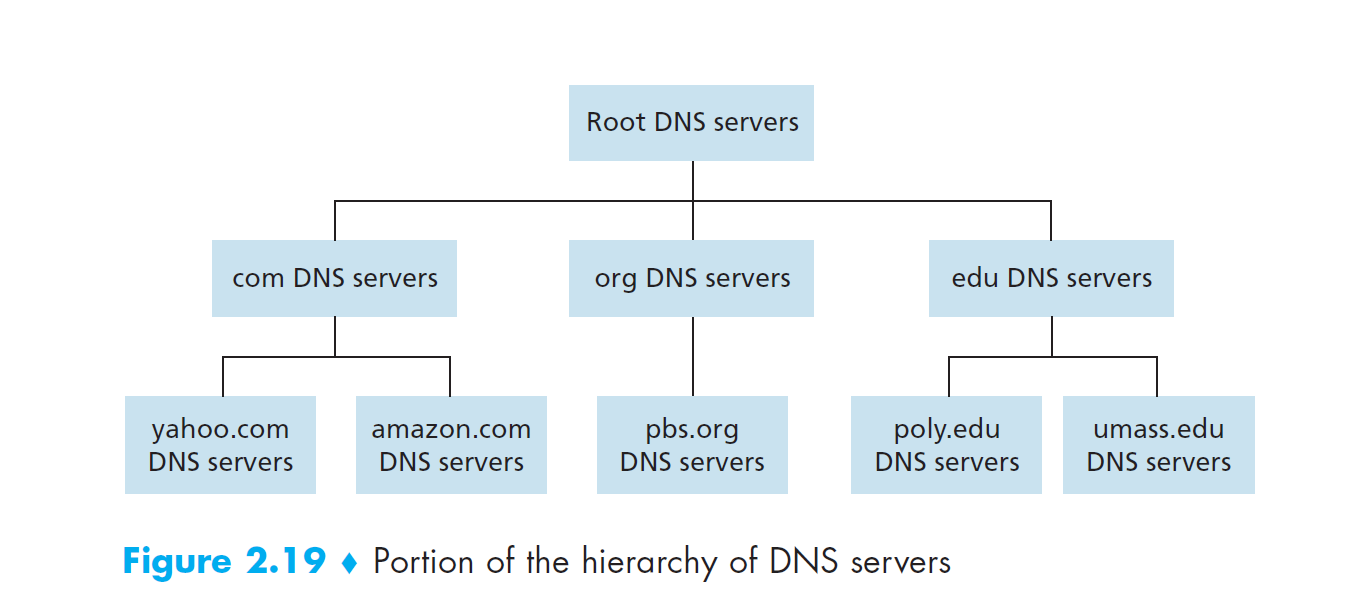 Root DNS servers
com DNS servers
org DNS servers
edu DNS servers
yahoo.com
DNS servers
amazon.com
DNS servers
pbs.org
DNS servers
poly.edu
DNS servers
umass.edu
DNS servers
Figure 2.19 ♦ Portion of the hierarchy of DNS servers